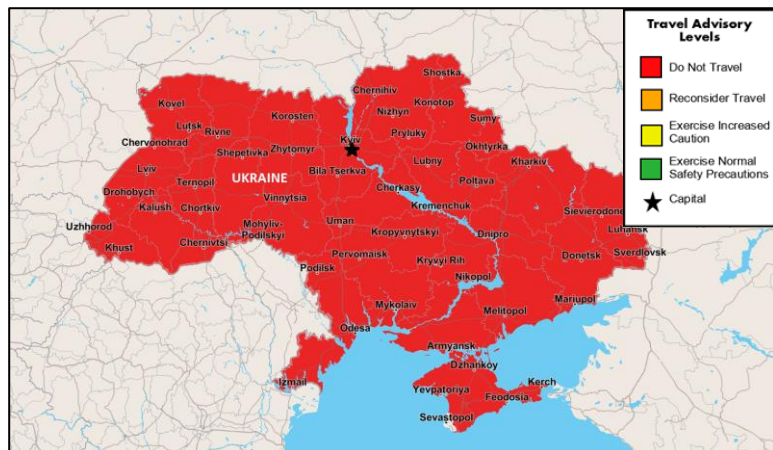 Travel Advisory
Levels
Do Not Travel
Reconsider Travel
Exercise Increased
Caution
Exercise Normal
Safety Precautions
Capital
Shostka
Chernihiv
Kovel
Konotop
Nizhyn
Korosten
Sumy
Lutsk
Rivne
Pryluky
Chervonohrad
Kyiv
Okhtyrka
Shepetivka
Zhytomyr
Lubny
Kharkiv
Lviv
Bila Tserkva
UKRAINE
Ternopil
Poltava
Drohobych
Cherkasy
Vinnytsia
Kalush
Chortkiv
Kremenchuk
Sievierodone
Uman
Uzhhorod
Mohyliv-
Podilskyi
Luhansk
Kropyvnytskyi
Dnipro
Chernivtsi
Khust
Pervomaisk
Donetsk
Sverdlovsk
Podilsk
Kryvyi Rih
Nikopol
Mariupol
Mykolaiv
Melitopol
Odesa
Armyansk
Dzhankoy
Izmail
Yevpatoriya
Kerch
Feodosia
Sevastopol